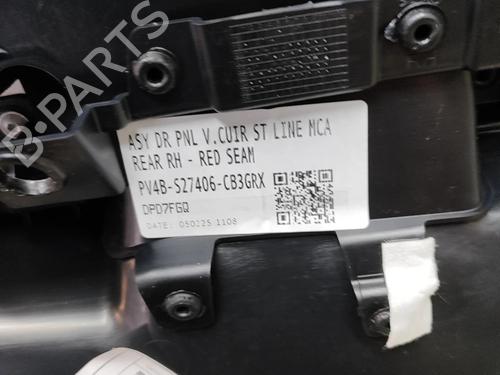 ASY DR PNL V.CUIR ST LINE MCA
REAR RH - RED SEAM
PV4B-S27406-CB3GRX
DPD7FGQ
DATE: 050225 1108
B-PARTS